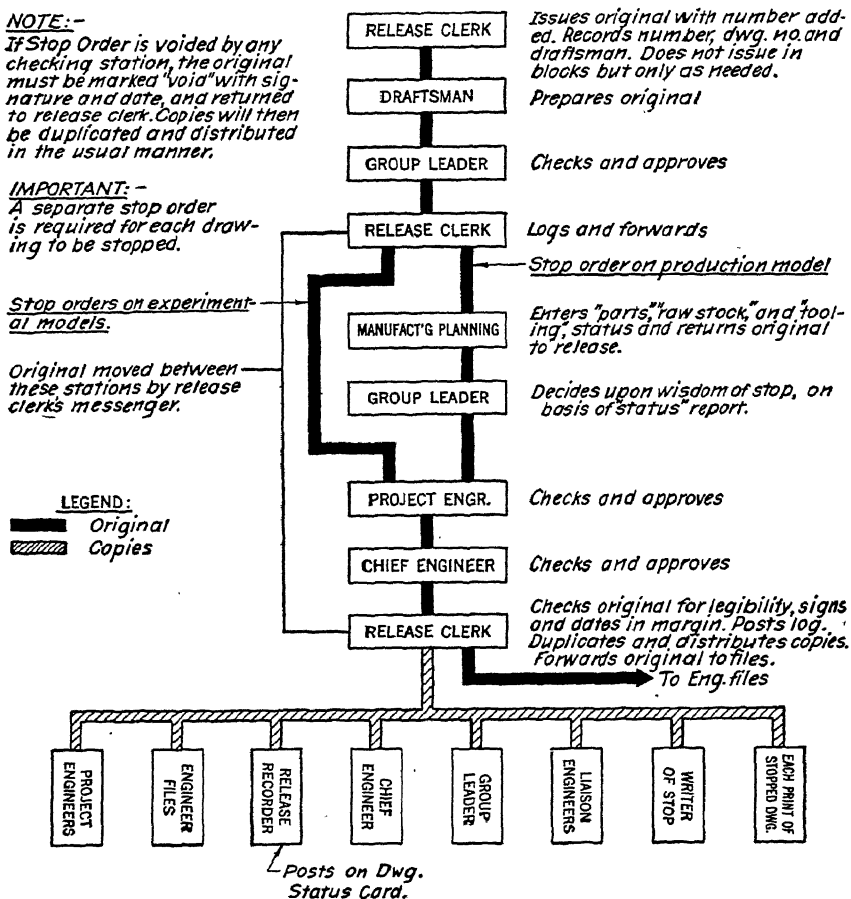 NOTE:-
If Stop Order is voided by any
checking station, the original
must be marked "void" with sig-
nature and date, and returned
to release clerk. Copies will then
be duplicated and distributed
in the usual manner.
IMPORTANT:-
A separate stop order
is required for each draw-
ing to be stopped.
Stop orders on experiment-
al models.
Original moved between
these stations by release
clerk's messenger.
LEGEND:
Original
Copies
RELEASE CLERK
Issues original with number add-
ed. Records number, dwg. no. and
draftsman. Does not issue in
blocks but only as needed.
DRAFTSMAN
Prepares original
GROUP LEADER
Checks and approves
RELEASE CLERK
Logs and forwards
Stop order on production model
MANUFACT'G PLANNING
Enters "parts," "raw stock," and "tool-
ing", status and returns original
to release.
GROUP LEADER
Decides upon wisdom of stop, on
basis of "status" report.
PROJECT ENGR.
Checks and approves
CHIEF ENGINEER
Checks and approves
RELEASE CLERK
Checks original for legibility, signs
and dates in margin. Posts log.
Duplicates and distributes copies.
Forwards original to files.
To Eng. files
PROJECT
ENGINEERS
ENGINEER
FILES
RELEASE
RECORDER
CHIEF
ENGINEER
GROUP
LEADER
LIAISON
ENGINEERS
WRITER
OF STOP
EACH PRINT OF
STOPPED DWG.
Posts on Dwg.
Status Card.